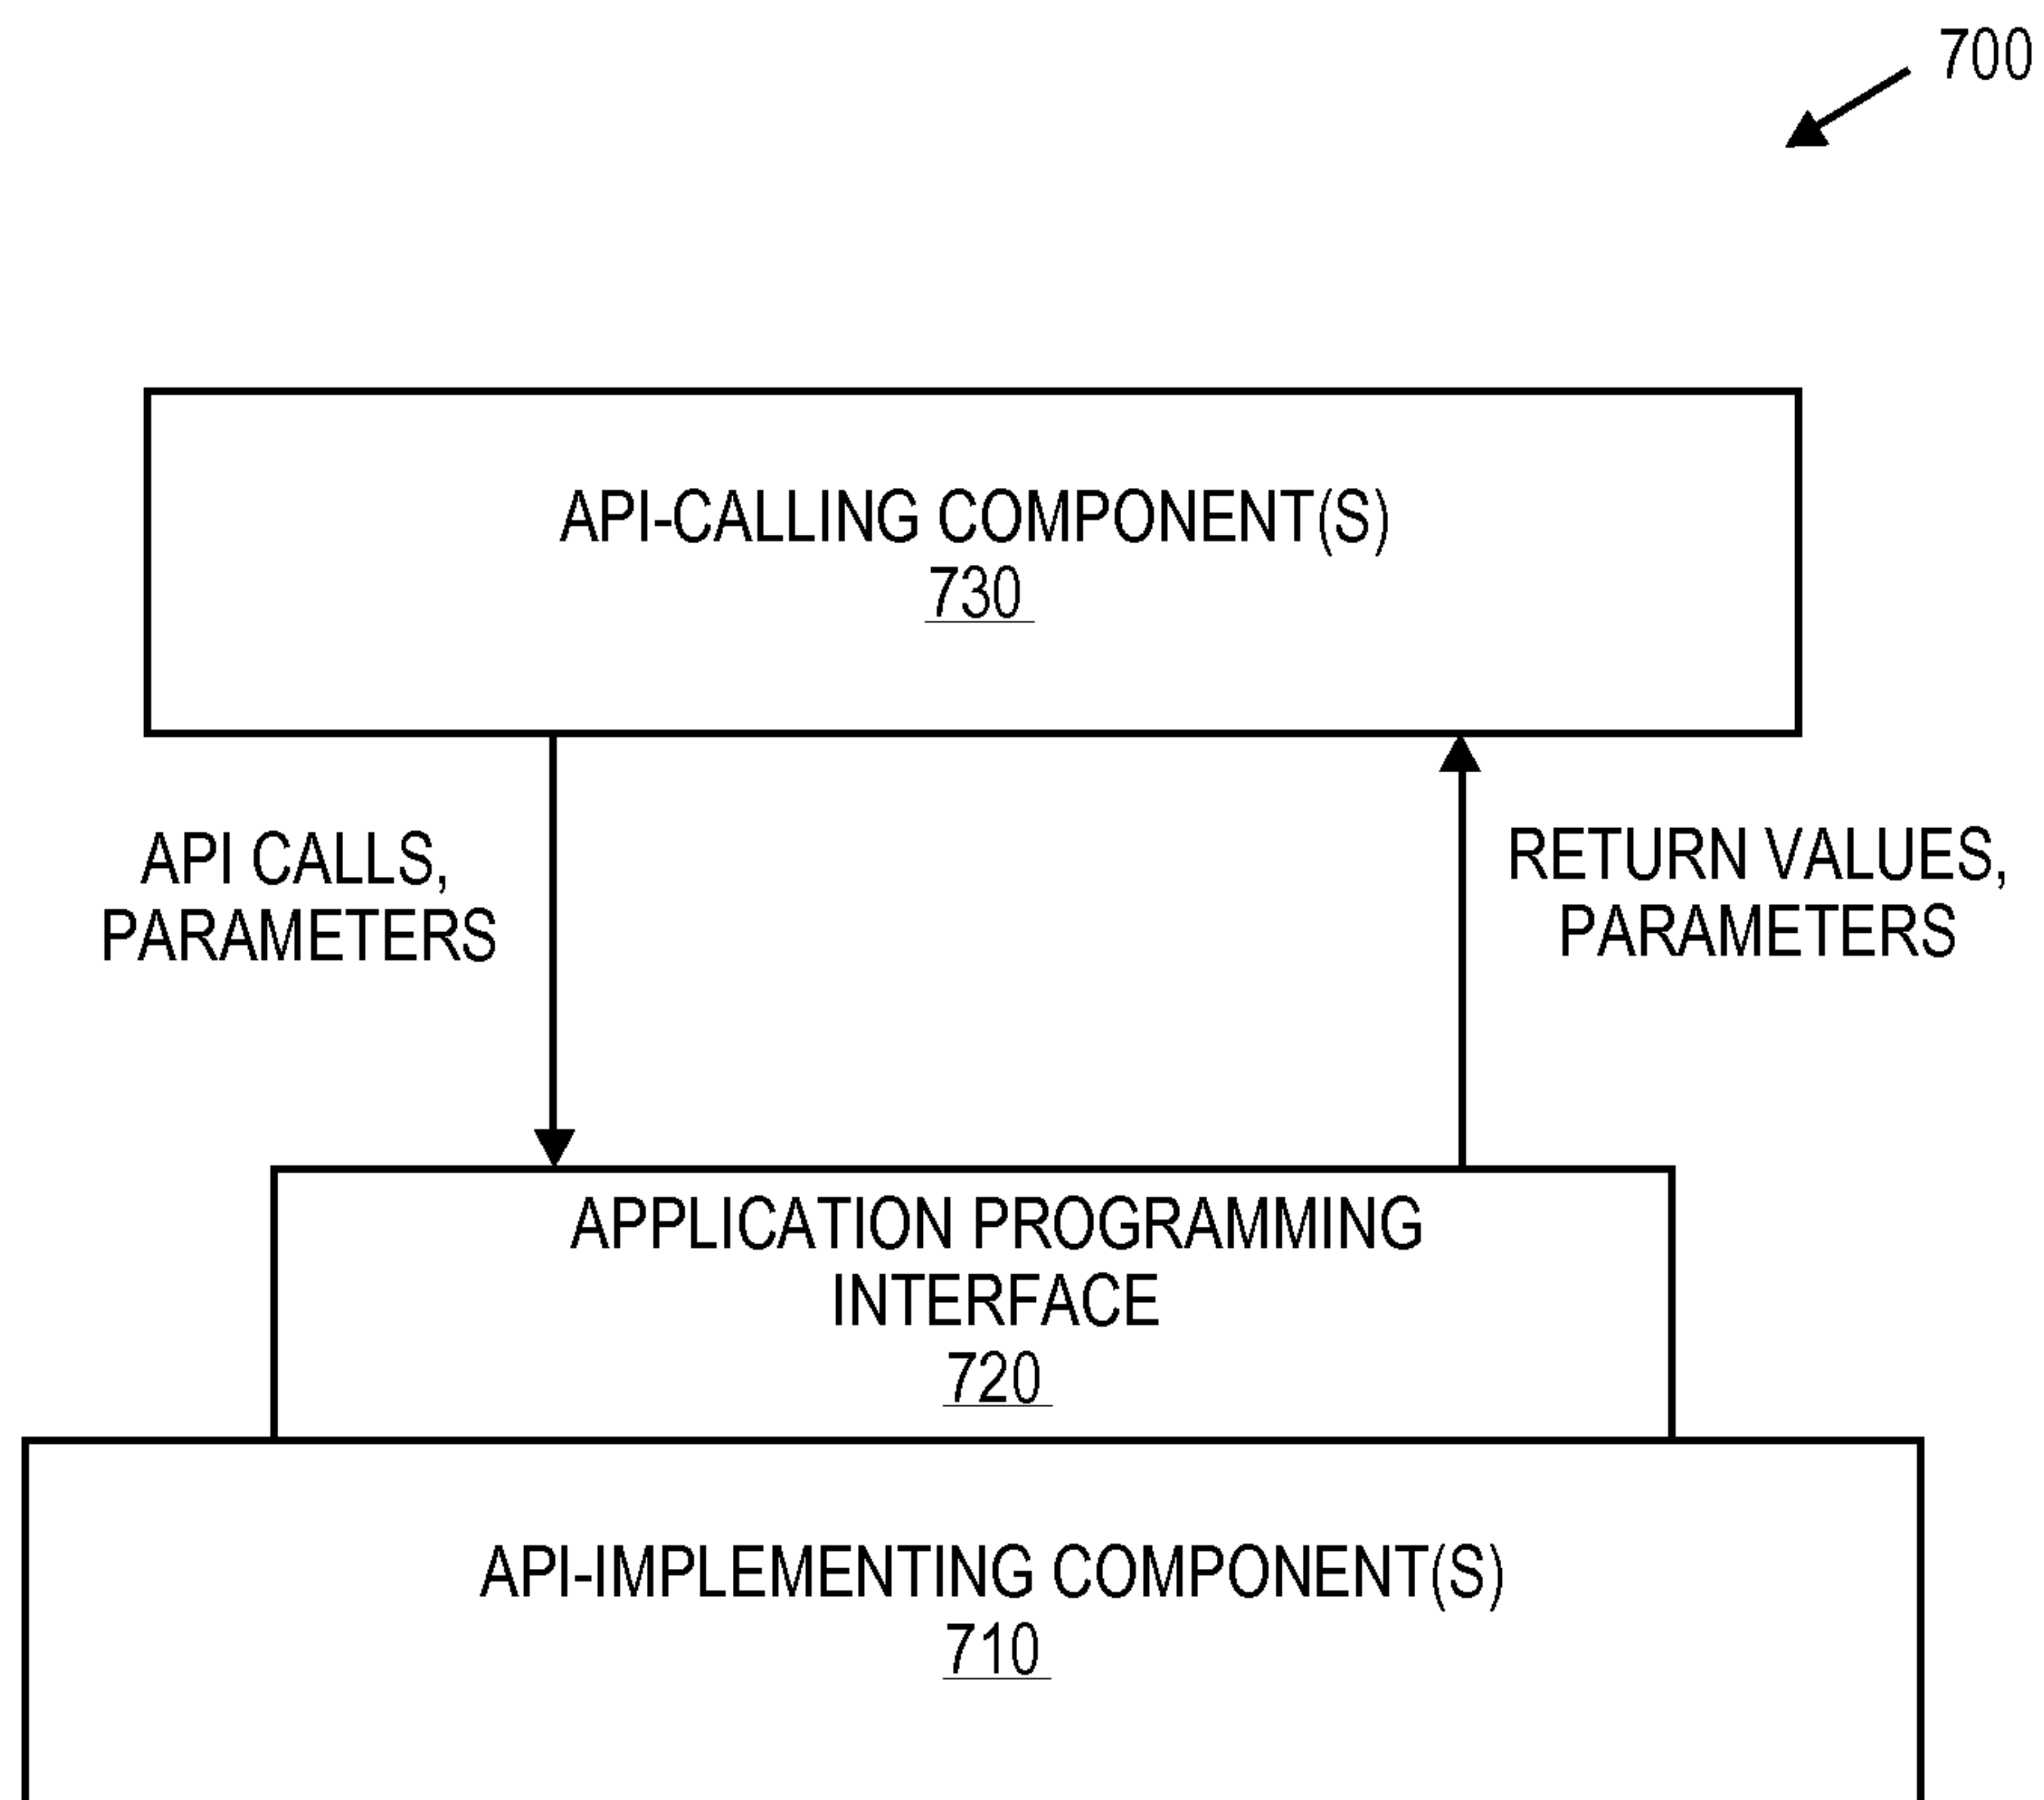 700
API-CALLING COMPONENT(S)
730
API CALLS,
PARAMETERS
RETURN VALUES,
PARAMETERS
APPLICATION PROGRAMMING
INTERFACE
720
API-IMPLEMENTING COMPONENT(S)
710